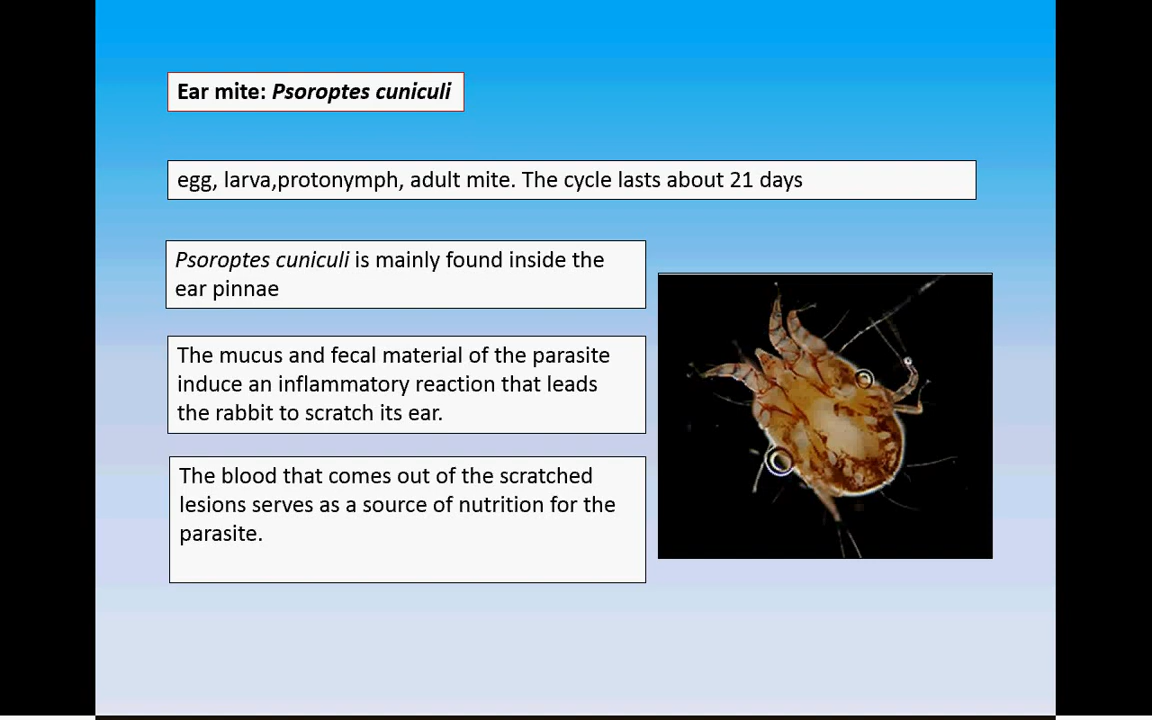 Ear mite: Psoroptes cuniculi
egg, larva,protonymph, adult mite. The cycle lasts about 21 days
Psoroptes cuniculi is mainly found inside the
ear pinnae
The mucus and fecal material of the parasite
induce an inflammatory reaction that leads
the rabbit to scratch its ear.
The blood that comes out of the scratched
lesions serves as a source of nutrition for the
parasite.